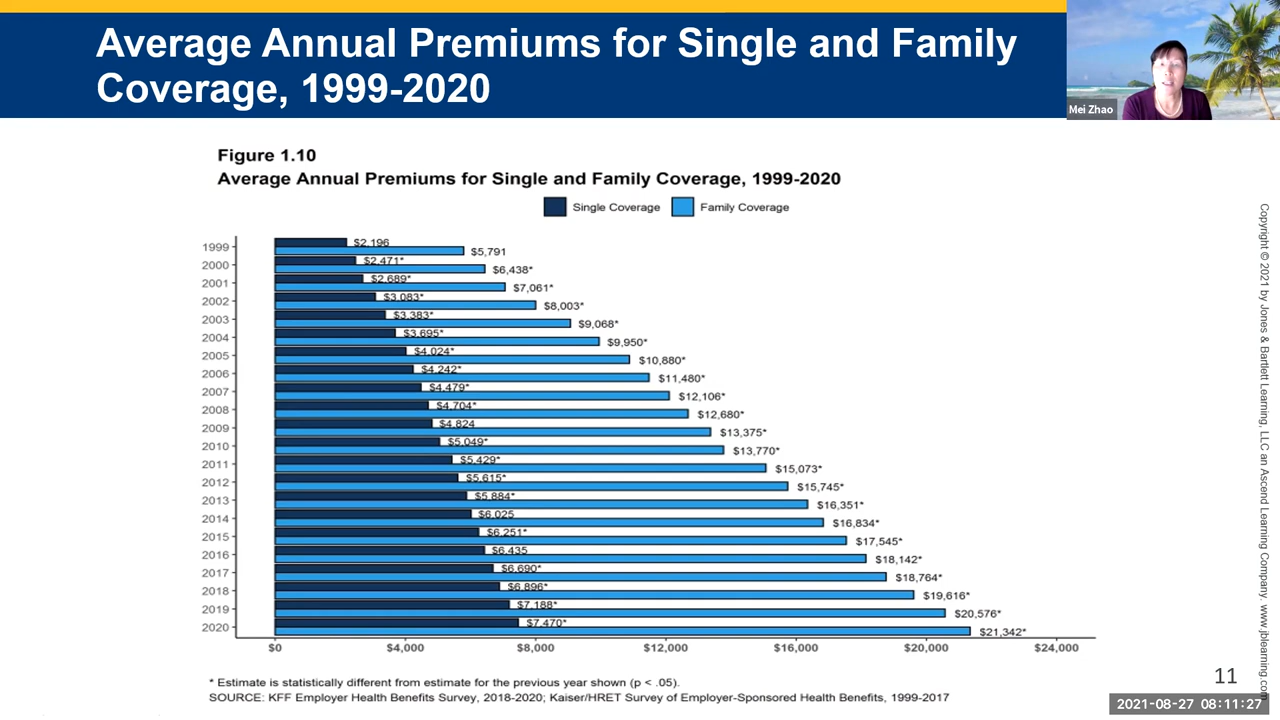 Average Annual Premiums for Single and Family
Coverage, 1999-2020
Mei Zhao
Figure 1.10
Average Annual Premiums for Single and Family Coverage, 1999-2020
Single Coverage Family Coverage
1999 $2,196 $5,791
2000 $2,471* $6,438*
2001 $2,689* $7,061*
2002 $3,083* $8,003*
2003 $3,383* $9,068*
2004 $3,695* $9,950*
2005 $4,024* $10,880*
2006 $4,242* $11,480*
2007 $4,479* $12,106*
2008 $4,704* $12,680*
2009 $4,824 $13,375*
2010 $5,049* $13,770*
2011 $5,429* $15,073*
2012 $5,615* $15,745*
2013 $5,884* $16,351*
2014 $6,025 $16,834*
2015 $6,251* $17,545*
2016 $6,435 $18,142*
2017 $6,690* $18,764*
2018 $6,896* $19,616*
2019 $7,188* $20,576*
2020 $7,470* $21,342*
$0 $4,000 $8,000 $12,000 $16,000 $20,000 $24,000
* Estimate is statistically different from estimate for the previous year shown (p < .05).
SOURCE: KFF Employer Health Benefits Survey, 2018-2020; Kaiser/HRET Survey of Employer-Sponsored Health Benefits, 1999-2017
Copyright © 2021 by Jones & Bartlett Learning, LLC an Ascend Learning Company. www.jblearning.com
11
2021-08-27 08:11:27